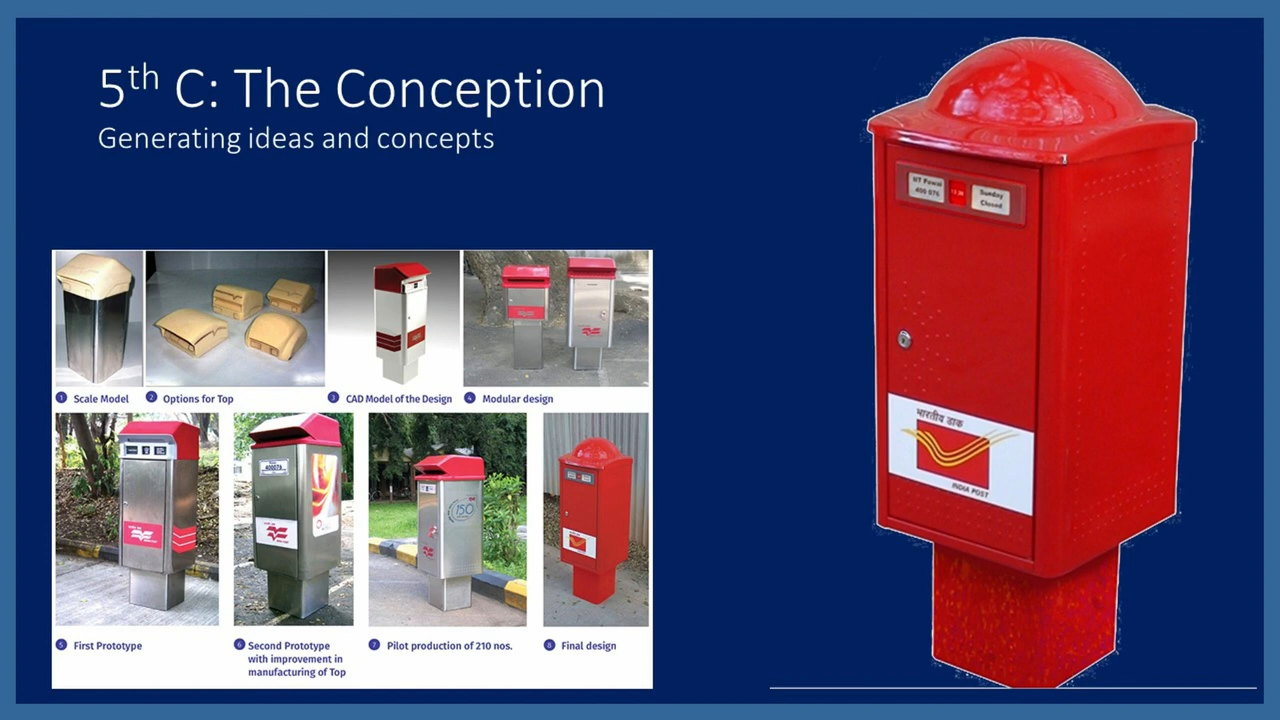 5th C: The Conception
Generating ideas and concepts
1 Scale Model
2 Options for Top
3 CAD Model of the Design
4 Modular design
5 First Prototype
6 Second Prototype
with improvement in
manufacturing of Top
7 Pilot production of 210 nos.
8 Final design
400076
150
IIT Powai
400 076
Sunday
Closed
भारतीय डाक
INDIA POST